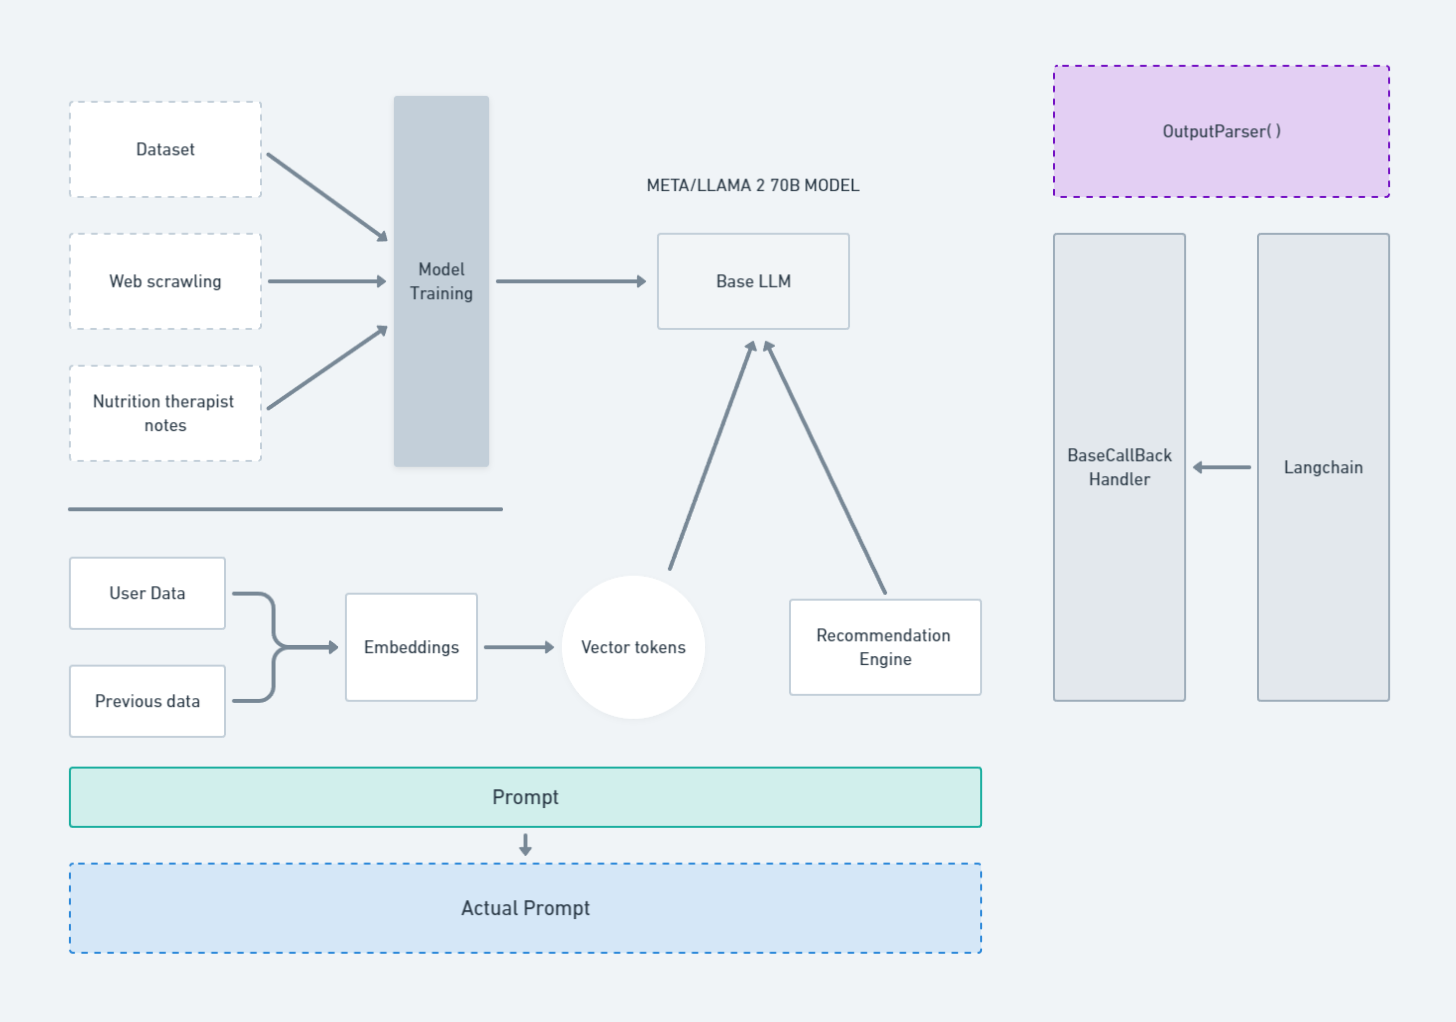 Dataset
Web scrawling
Nutrition therapist
notes
Model
Training
META/LLAMA 2 70B MODEL
Base LLM
OutputParser( )
BaseCallBack
Handler
Langchain
User Data
Previous data
Embeddings
Vector tokens
Recommendation
Engine
Prompt
Actual Prompt